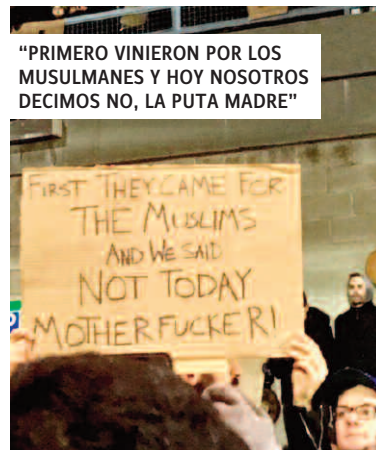 “PRIMERO VINIERON POR LOS
MUSULMANES Y HOY NOSOTROS
DECIMOS NO, LA PUTA MADRE”
FIRST THEY CAME FOR
THE MUSLIMS
AND WE SAID
NOT TODAY
MOTHERFUCKER!